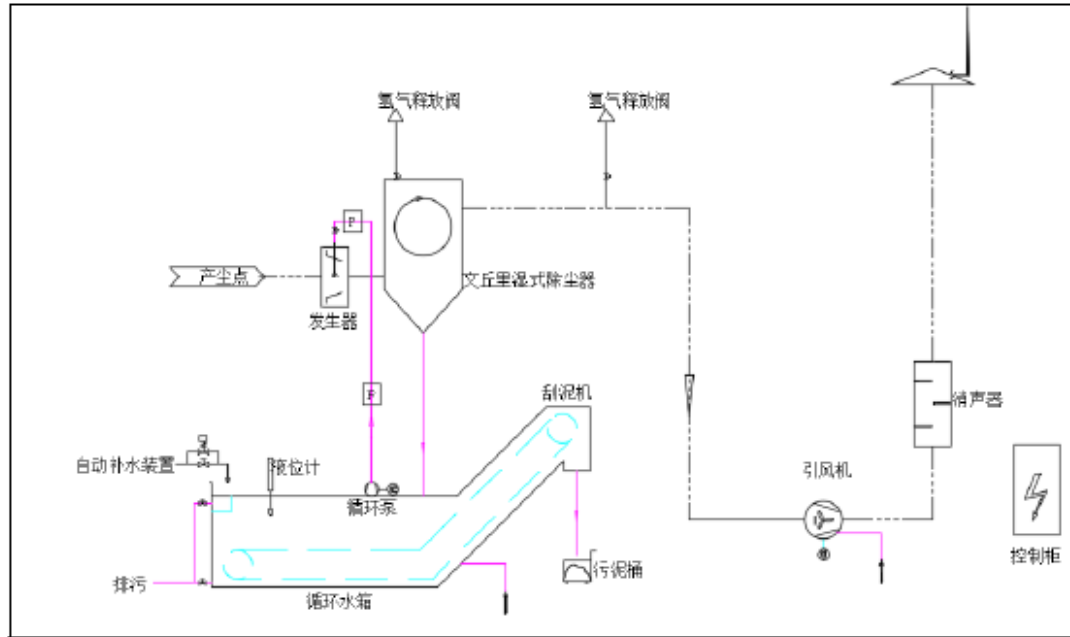 氢气释放阀
氢气释放阀
P
产尘点
文丘里湿式除尘器
发生器
P
刮泥机
消声器
自动补水装置
液位计
循环泵
引风机
排污
循环水箱
污泥桶
控制柜